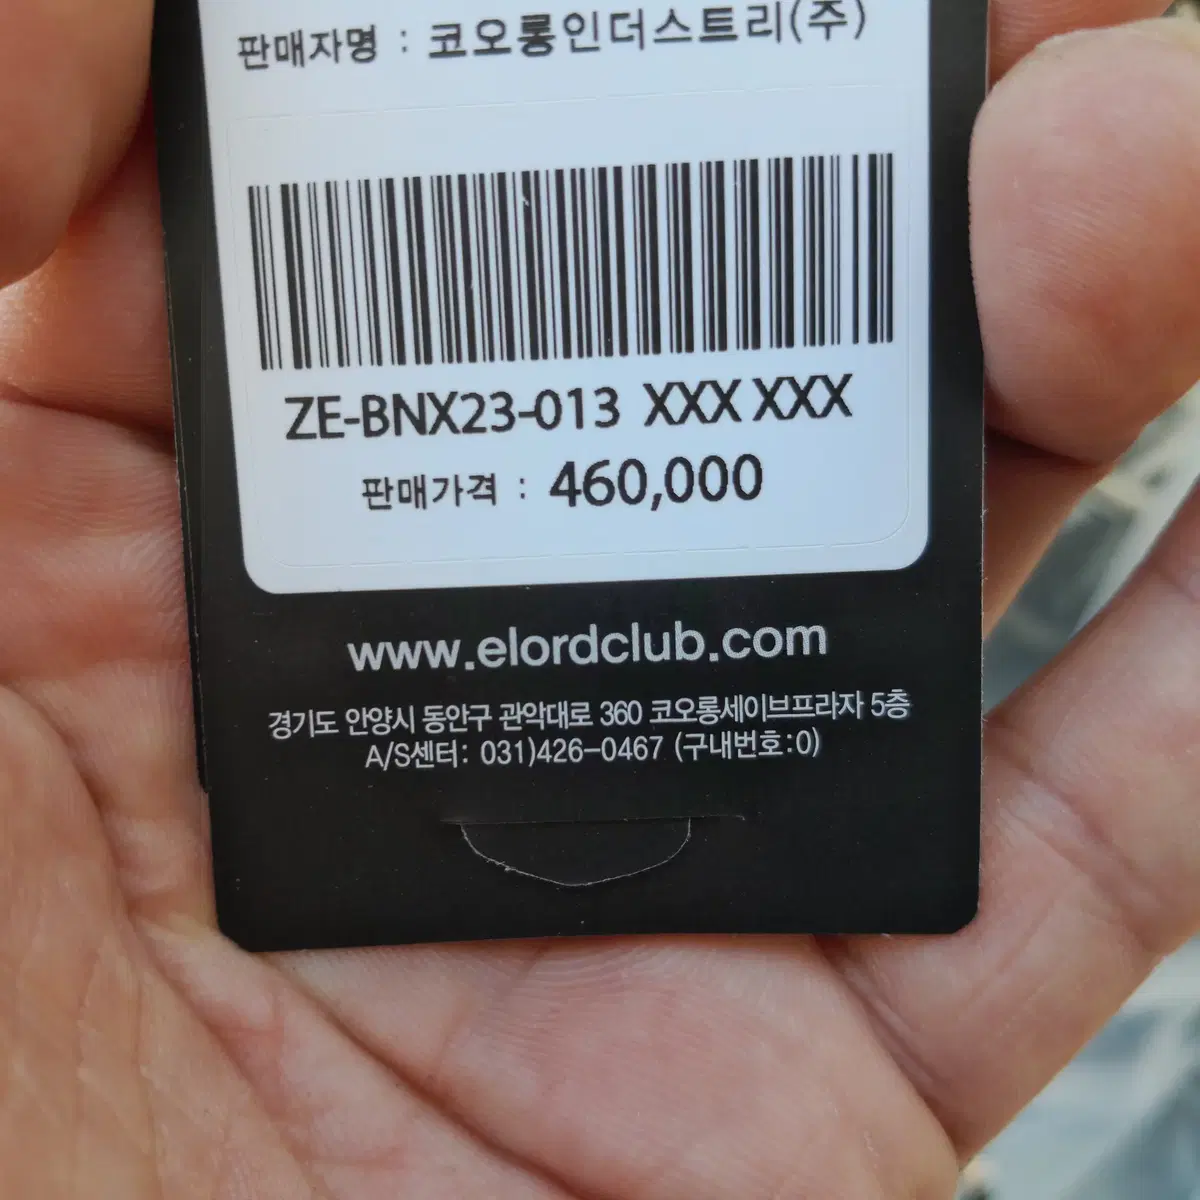 판매자명 : 코오롱인더스트리(주)
ZE-BNX23-013 XXX XXX
판매가격 : 460,000
www.elordclub.com
경기도 안양시 동안구 관악대로 360 코오롱세이브프라자 5층
A/S센터: 031)426-0467 (구내번호:0)